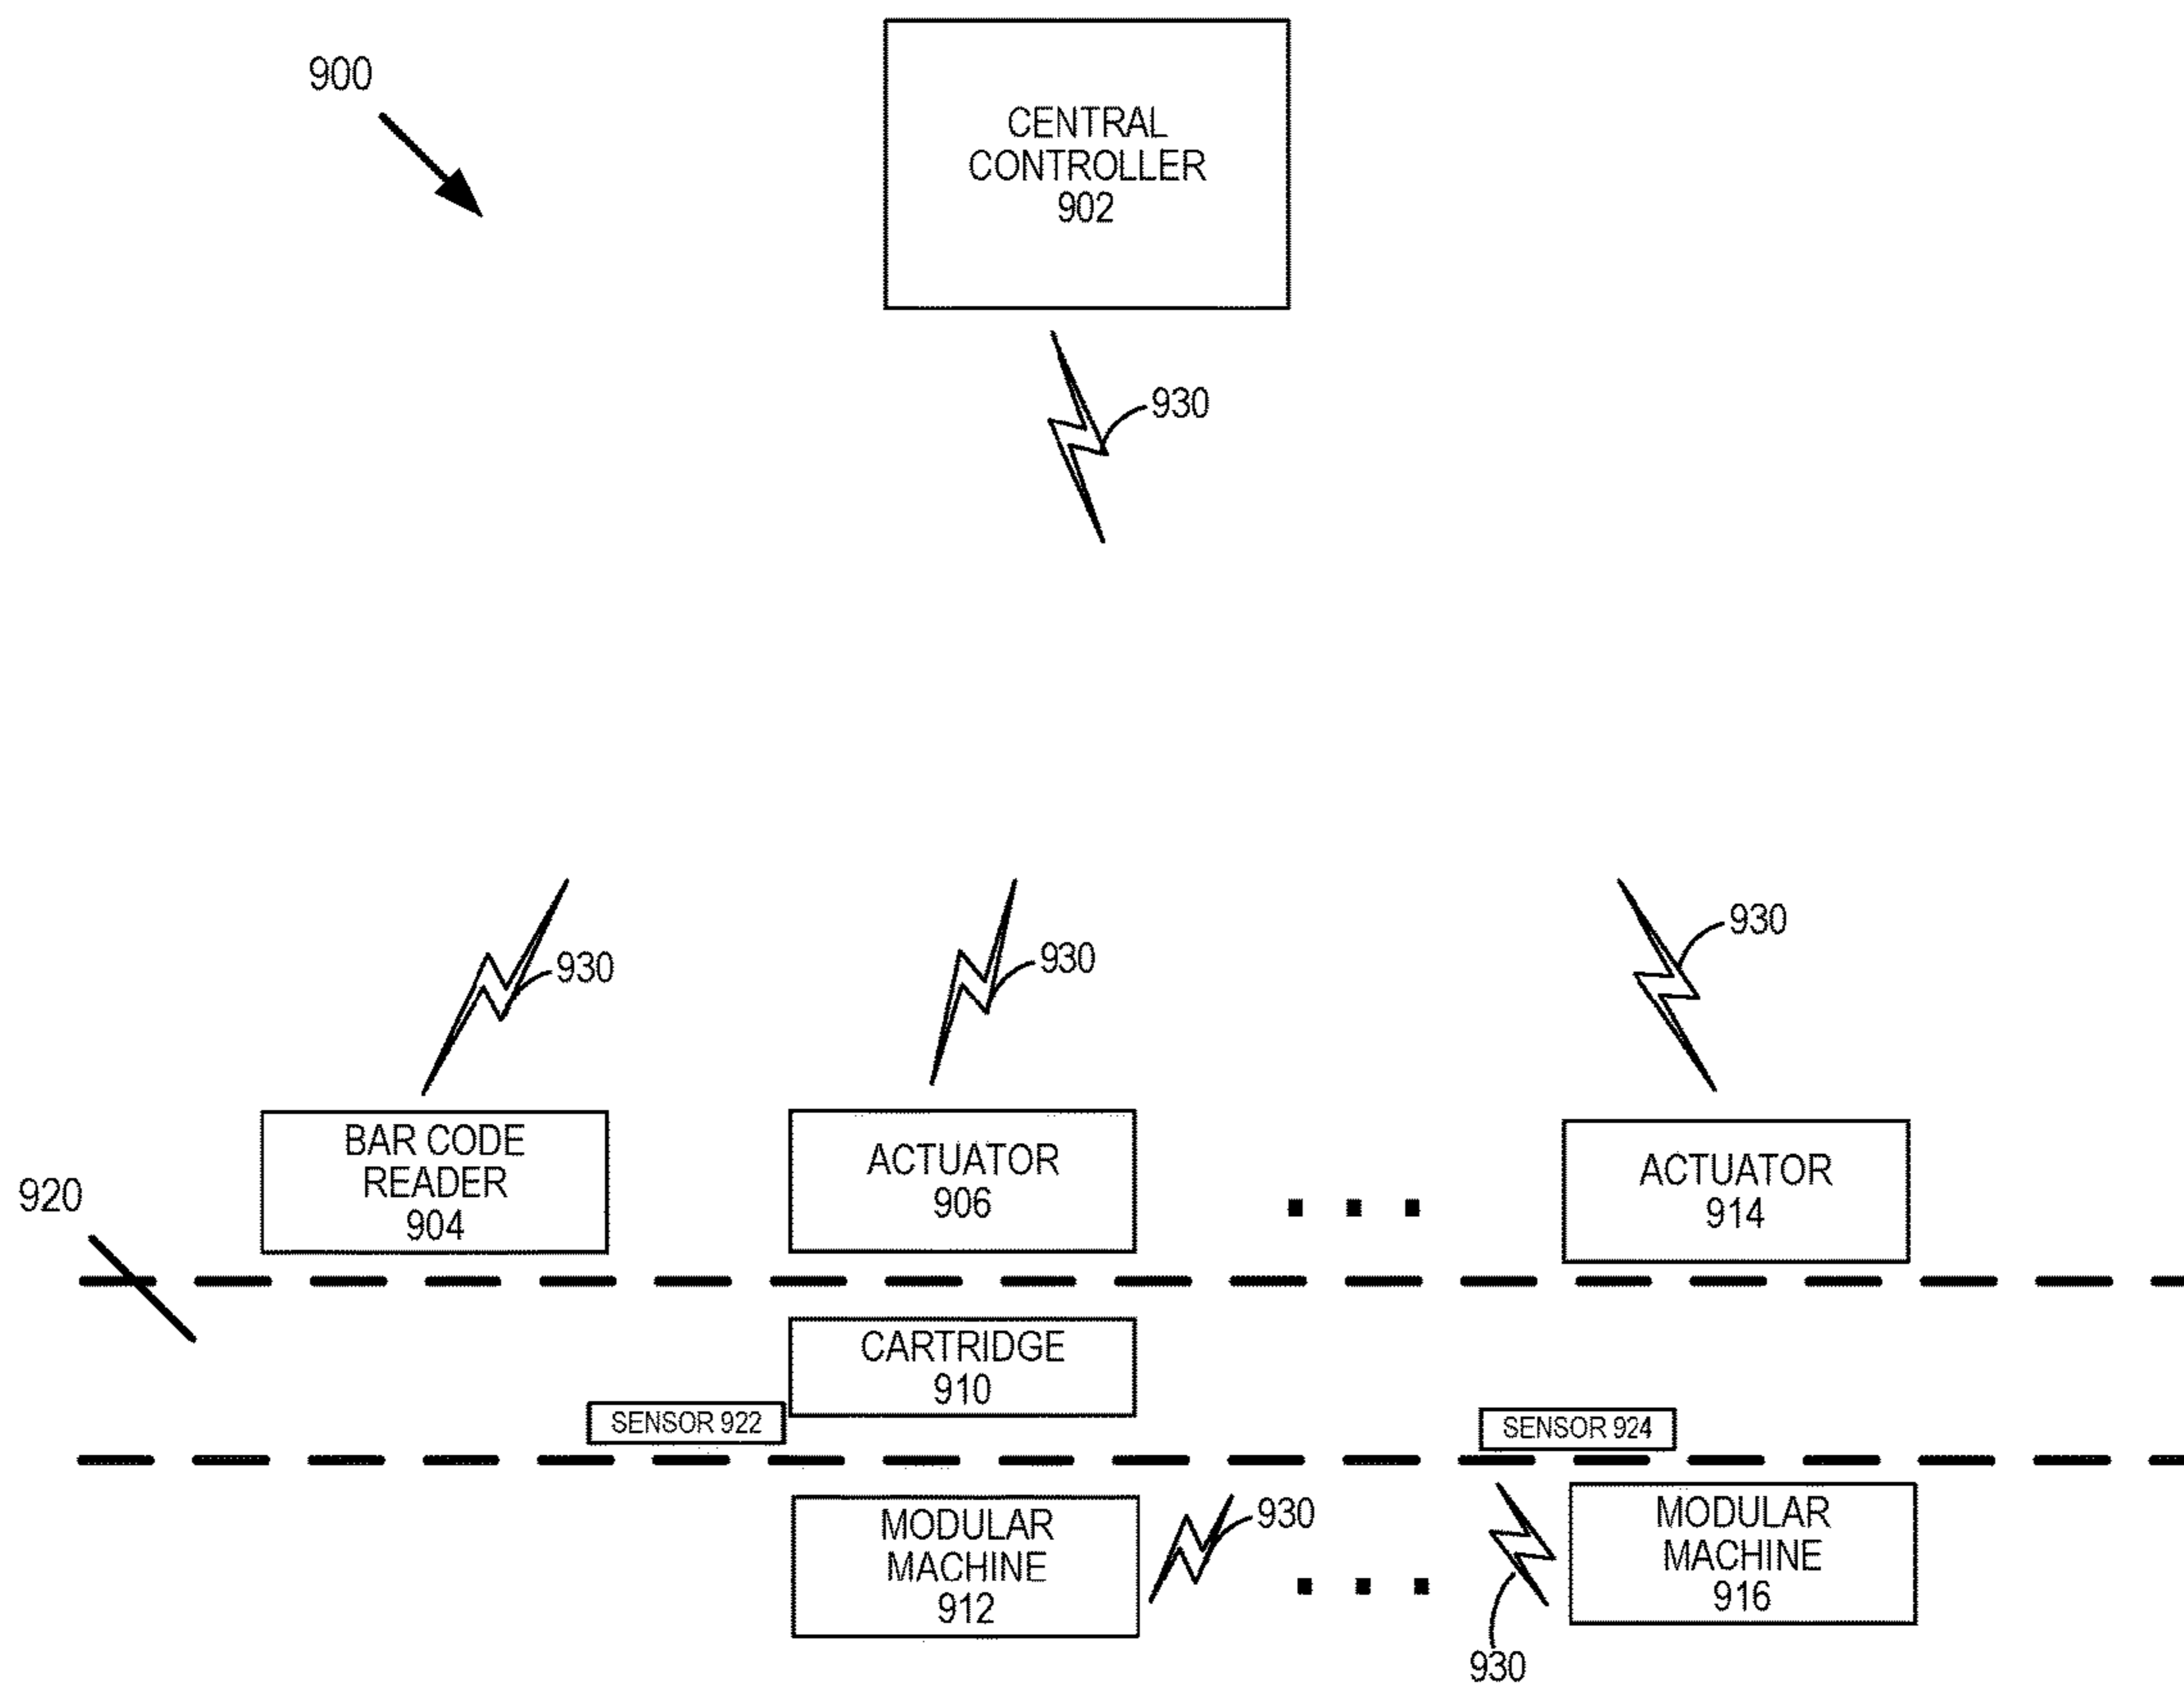 900
CENTRAL
CONTROLLER
902
930
930
930
930
BAR CODE
READER
904
ACTUATOR
906
ACTUATOR
914
920
CARTRIDGE
910
SENSOR 922
SENSOR 924
MODULAR
MACHINE
912
930
MODULAR
MACHINE
916
930